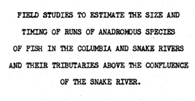 FIELD STUDIES TO ESTIMATE THE SIZE AND
TIMING OF RUNS OF ANADROMOUS SPECIES
OF FISH IN THE COLUMBIA AND SNAKE RIVERS
AND THEIR TRIBUTARIES ABOVE THE CONFLUENCE
OF THE SNAKE RIVER.